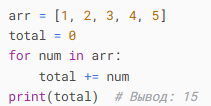 arr = [1, 2, 3, 4, 5]
total = 0
for num in arr:
    total += num
print(total)  # Вывод: 15